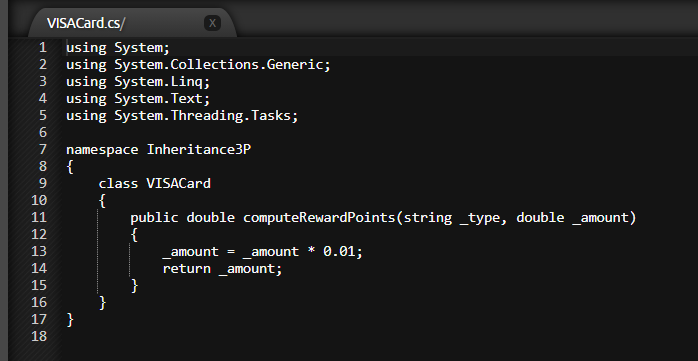 VISACard.cs/ X
1 using System;
2 using System.Collections.Generic;
3 using System.Linq;
4 using System.Text;
5 using System.Threading.Tasks;
6
7 namespace Inheritance3P
8 {
9     class VISACard
10     {
11         public double computeRewardPoints(string _type, double _amount)
12         {
13             _amount = _amount * 0.01;
14             return _amount;
15         }
16     }
17 }
18